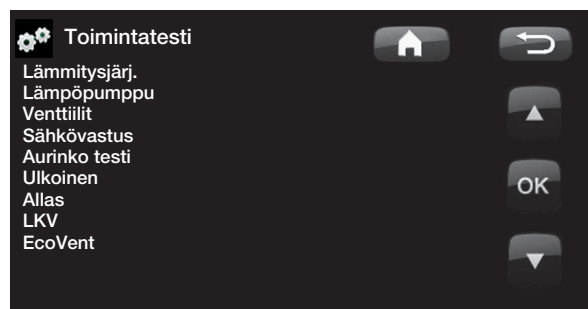 Toimintatesti
Lämmitysjärj.
Lämpöpumppu
Venttiilit
Sähkövastus
Aurinko testi
Ulkoinen
Allas
OK
LKV
EcoVent